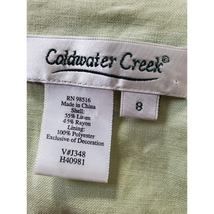 Coldwater Creek®
8
RN 98516
Made in China
Shell:
55% Linen
45% Rayon
Lining:
100% Polyester
Exclusive of Decoration
V#J348
H40981